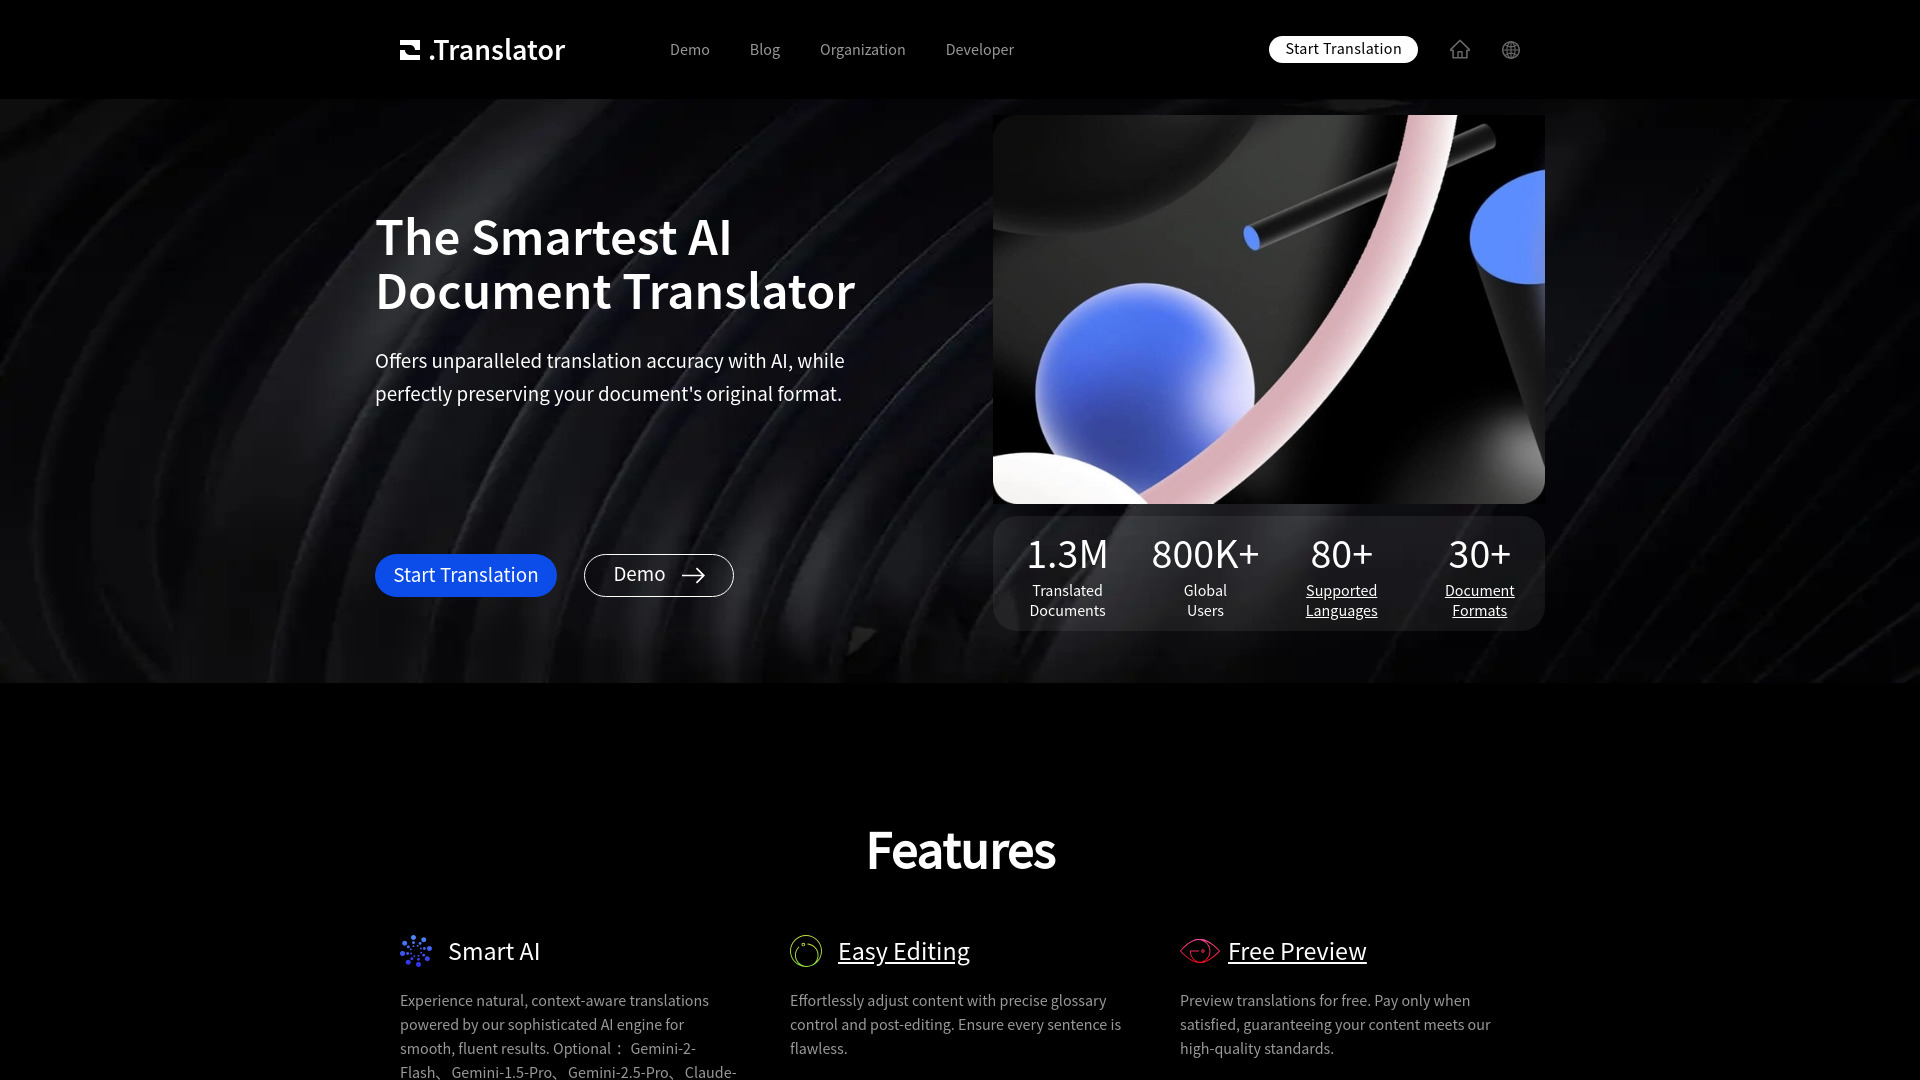 .Translator
Demo
Blog
Organization
Developer
Start Translation
The Smartest AI
Document Translator
Offers unparalleled translation accuracy with AI, while
perfectly preserving your document's original format.
Start Translation
Demo
1.3M
Translated
Documents
800K+
Global
Users
80+
Supported
Languages
30+
Document
Formats
Features
Smart AI
Experience natural, context-aware translations
powered by our sophisticated AI engine for
smooth, fluent results. Optional： Gemini-2-
Flash、Gemini-1.5-Pro、Gemini-2.5-Pro、Claude-
Easy Editing
Effortlessly adjust content with precise glossary
control and post-editing. Ensure every sentence is
flawless.
Free Preview
Preview translations for free. Pay only when
satisfied, guaranteeing your content meets our
high-quality standards.